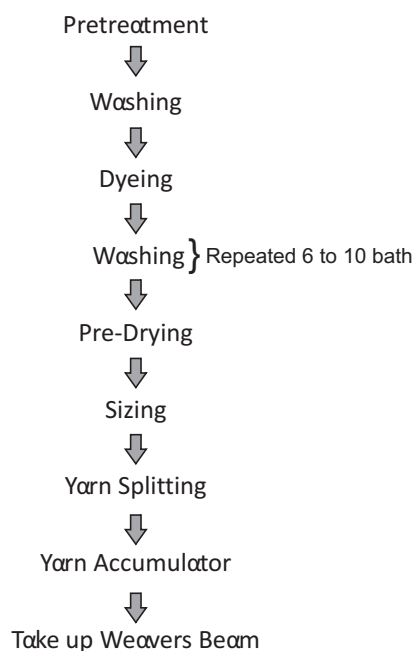 Pretreatment
Washing
Dyeing
Washing } Repeated 6 to 10 bath
Pre-Drying
Sizing
Yarn Splitting
Yarn Accumulator
Take up Weavers Beam